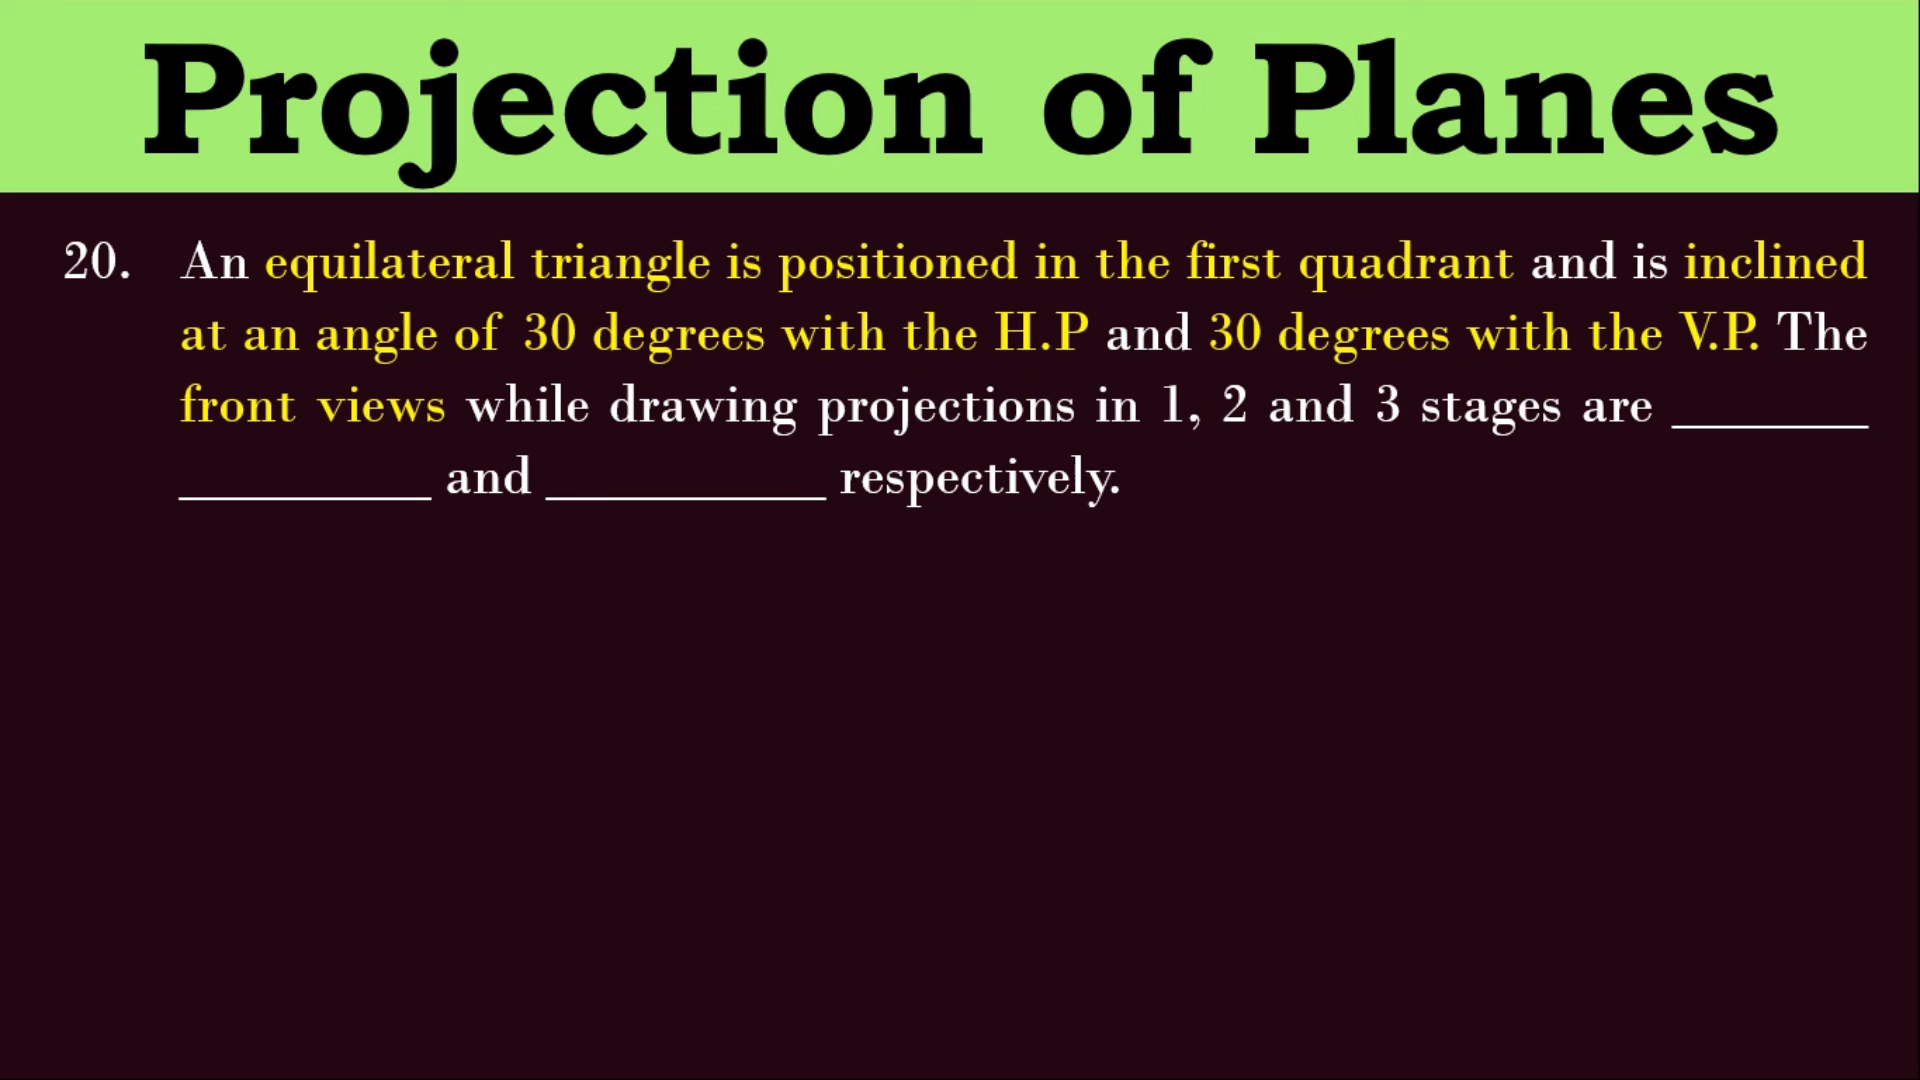 Projection of Planes
20. An equilateral triangle is positioned in the first quadrant and is inclined
at an angle of 30 degrees with the H.P and 30 degrees with the V.P. The
front views while drawing projections in 1, 2 and 3 stages are _______
_________ and __________ respectively.